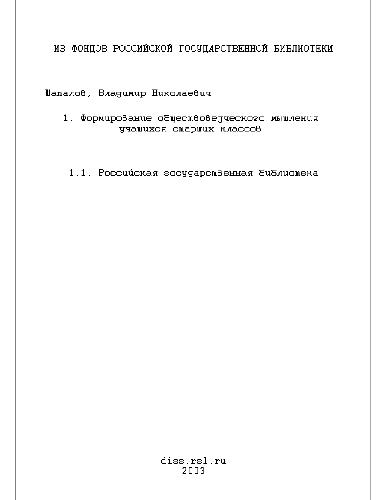 ИЗ ФОНДОВ РОССИЙСКОЙ ГОСУДАРСТВЕННОЙ БИБЛИОТЕКИ
Шапалов, Владимир Николаевич
1. Формирование обществоведческого мышления
учащихся старших классов
1.1. Российская государственная библиотека
diss.rsl.ru
2003